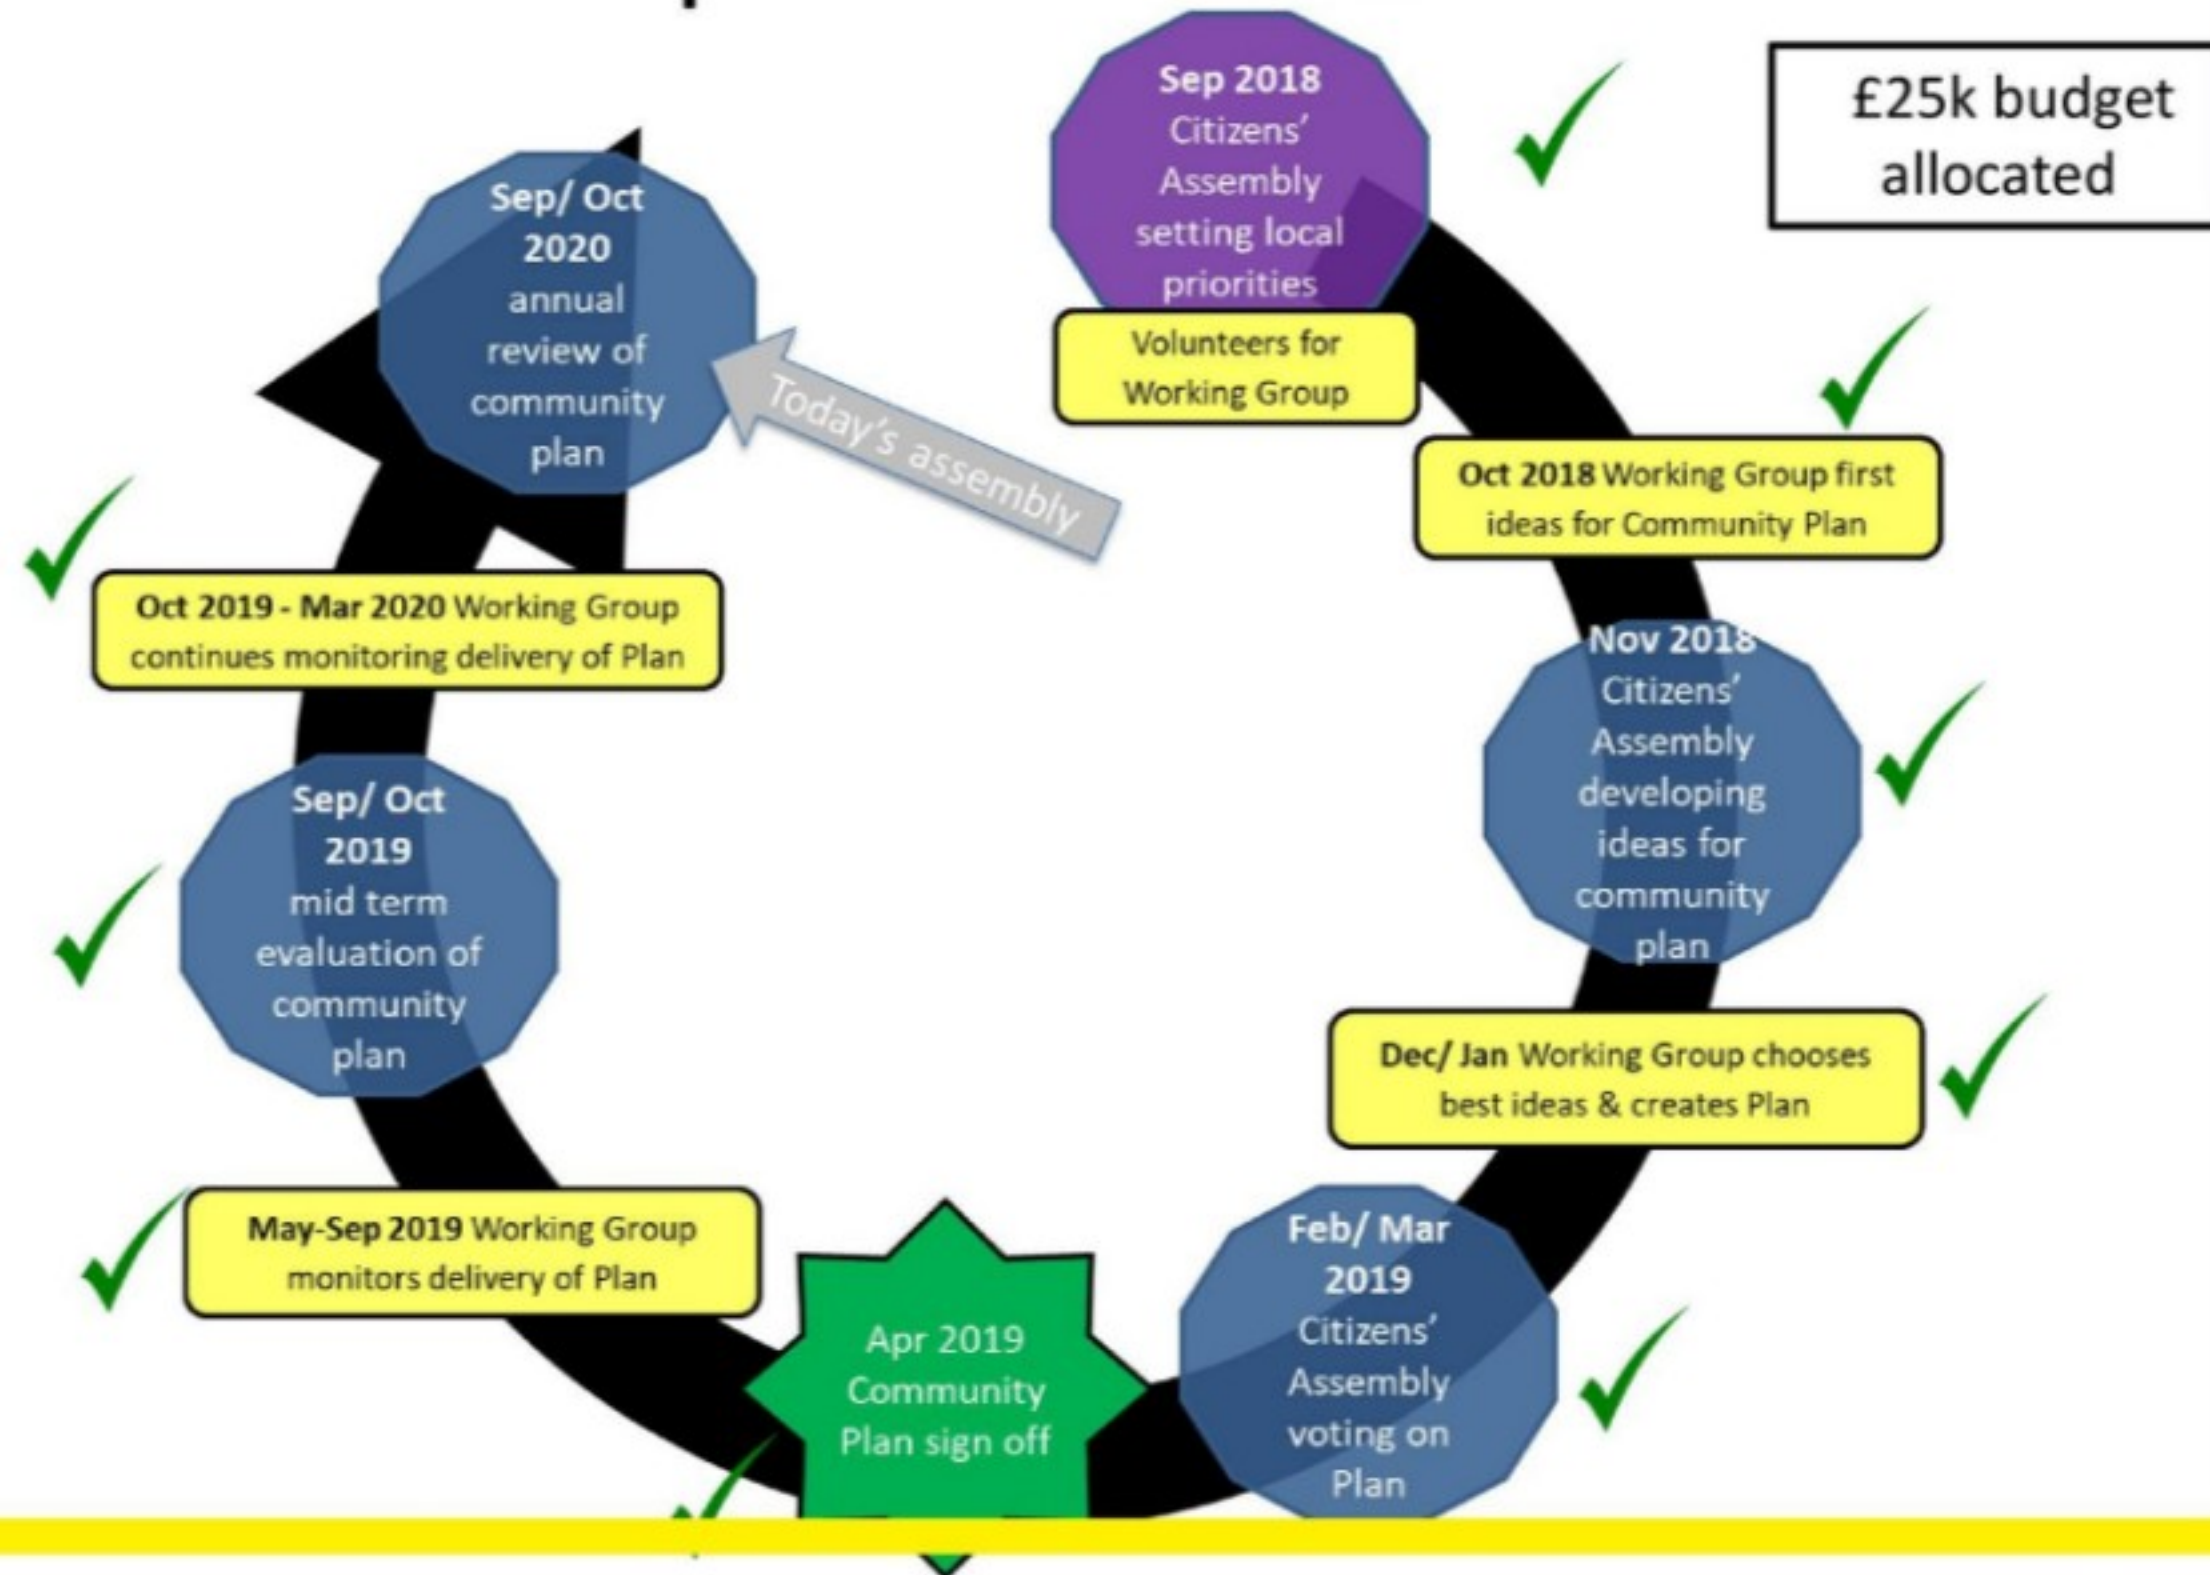 Sep 2018
Citizens’
Assembly
setting local
priorities
Volunteers for
Working Group
£25k budget
allocated
Oct 2018 Working Group first
ideas for Community Plan
Nov 2018
Citizens’
Assembly
developing
ideas for
community
plan
Dec/ Jan Working Group chooses
best ideas & creates Plan
Feb/ Mar
2019
Citizens’
Assembly
voting on
Plan
Apr 2019
Community
Plan sign off
May-Sep 2019 Working Group
monitors delivery of Plan
Sep/ Oct
2019
mid term
evaluation of
community
plan
Oct 2019 - Mar 2020 Working Group
continues monitoring delivery of Plan
Sep/ Oct
2020
annual
review of
community
plan
Today’s assembly